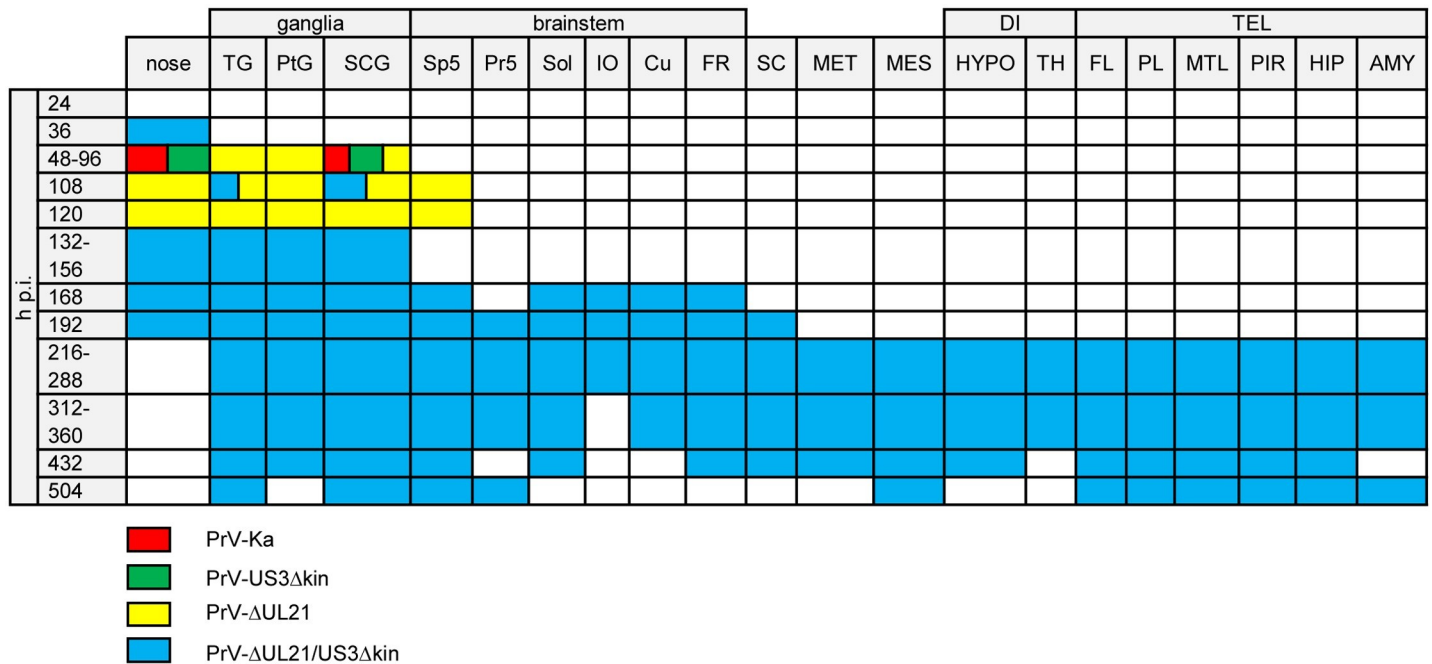 ganglia brainstem DI TEL
nose TG PtG SCG Sp5 Pr5 Sol IO Cu FR SC MET MES HYPO TH FL PL MTL PIR HIP AMY
h p.i.
24
36
48-96
108
120
132-
156
168
192
216-
288
312-
360
432
504
PrV-Ka
PrV-US3Δkin
PrV-ΔUL21
PrV-ΔUL21/US3Δkin